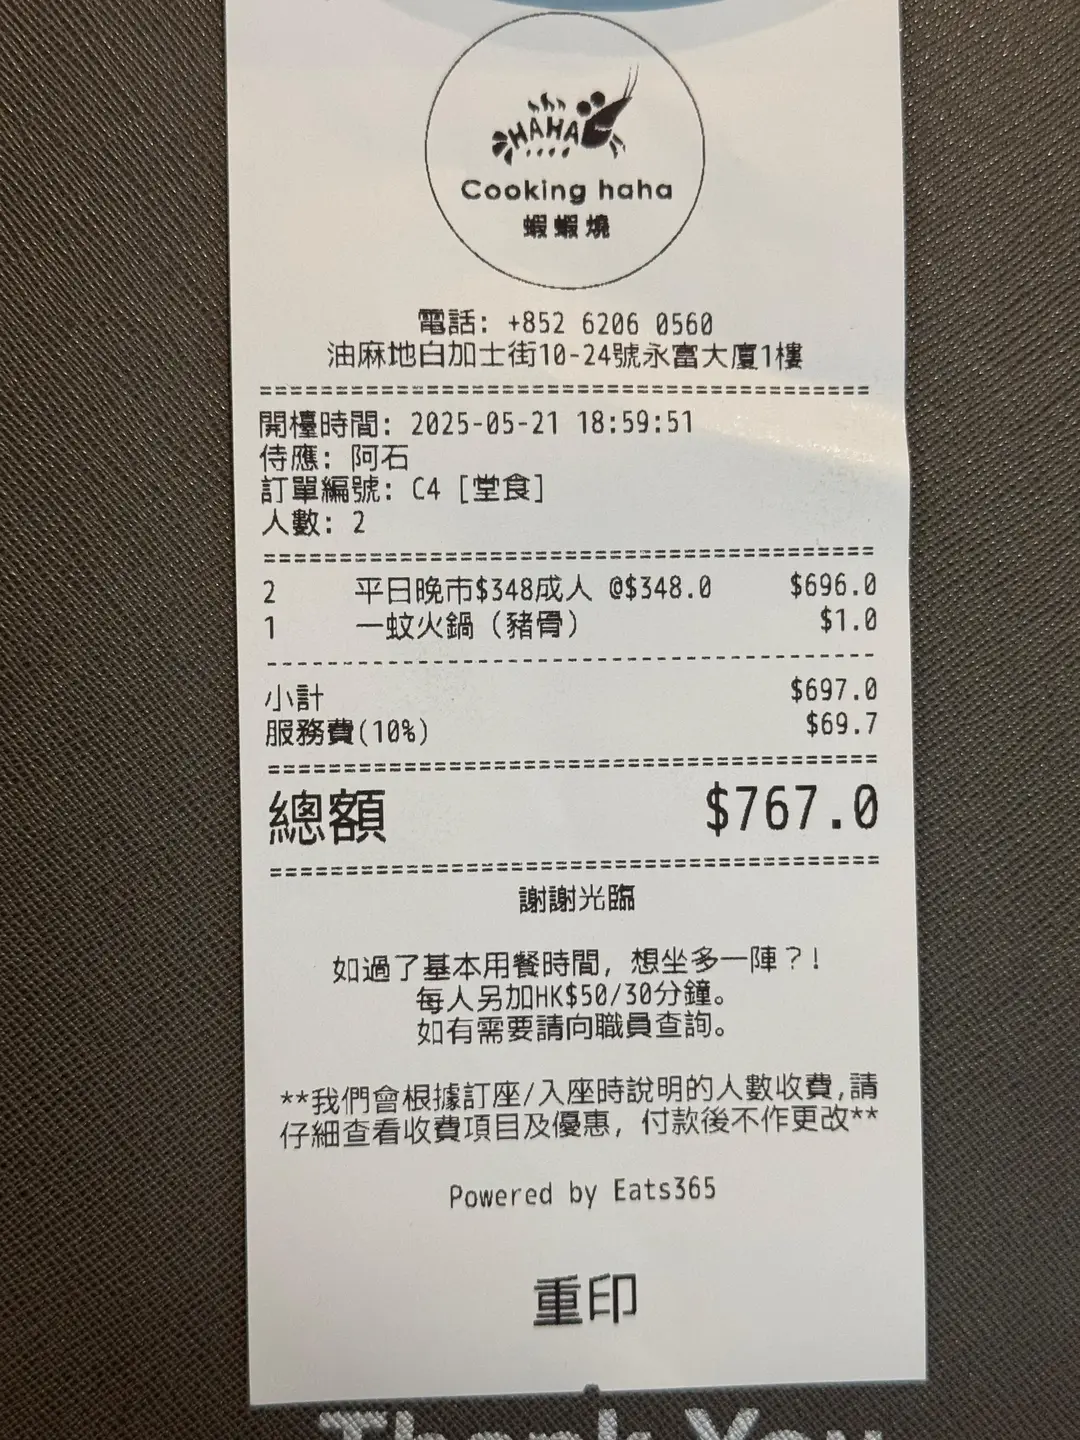 HAHA
Cooking haha
蝦蝦燒
電話: +852 6206 0560
油麻地白加士街10-24號永富大廈1樓
開檯時間: 2025-05-21 18:59:51
侍應: 阿石
訂單編號: C4 [堂食]
人數: 2
2 平日晚市$348成人 @$348.0 $696.0
1 一蚊火鍋 (豬骨) $1.0
小計 $697.0
服務費(10%) $69.7
總額 $767.0
謝謝光臨
如過了基本用餐時間, 想坐多一陣?!
每人另加HK$50/30分鐘。
如有需要請向職員查詢。
**我們會根據訂座/入座時說明的人數收費,請
仔細查看收費項目及優惠, 付款後不作更改**
Powered by Eats365
重印
Thank You